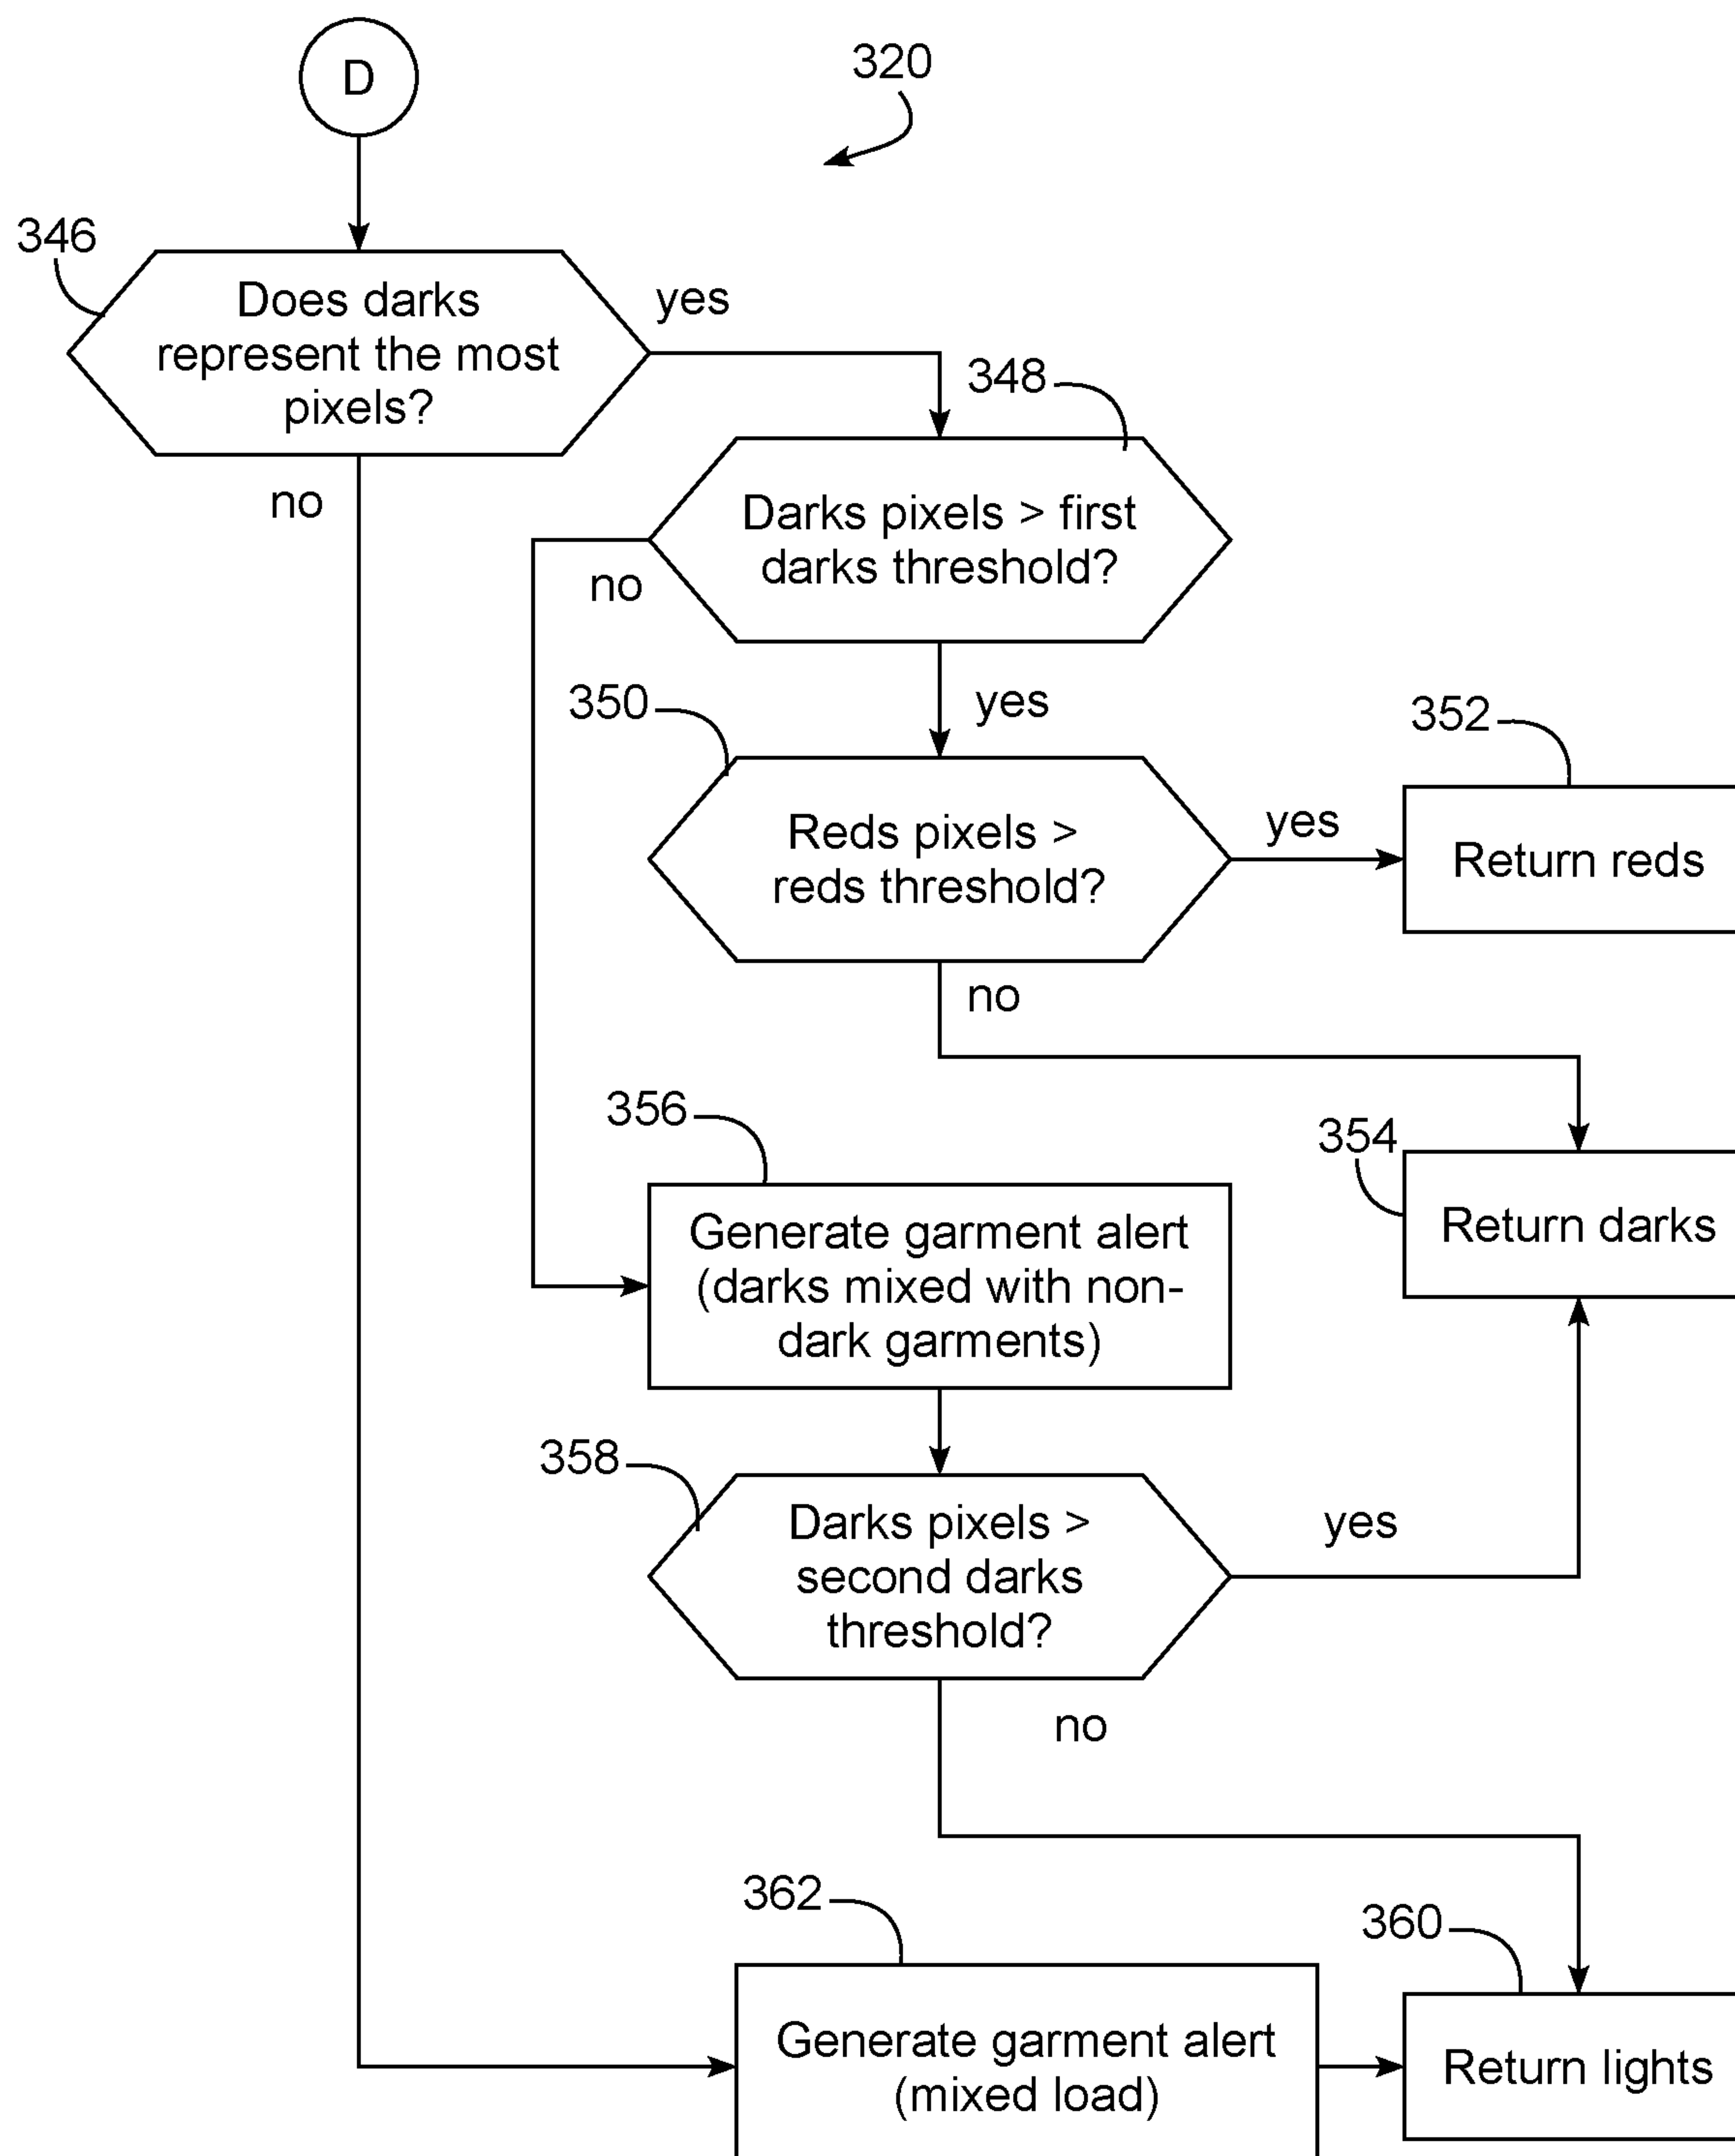 D
320
346
Does darks
represent the most
pixels?
yes
no
348
Darks pixels > first
darks threshold?
no
yes
350
Reds pixels >
reds threshold?
yes
no
352
Return reds
354
Return darks
356
Generate garment alert
(darks mixed with non-
dark garments)
358
Darks pixels >
second darks
threshold?
yes
no
362
Generate garment alert
(mixed load)
360
Return lights